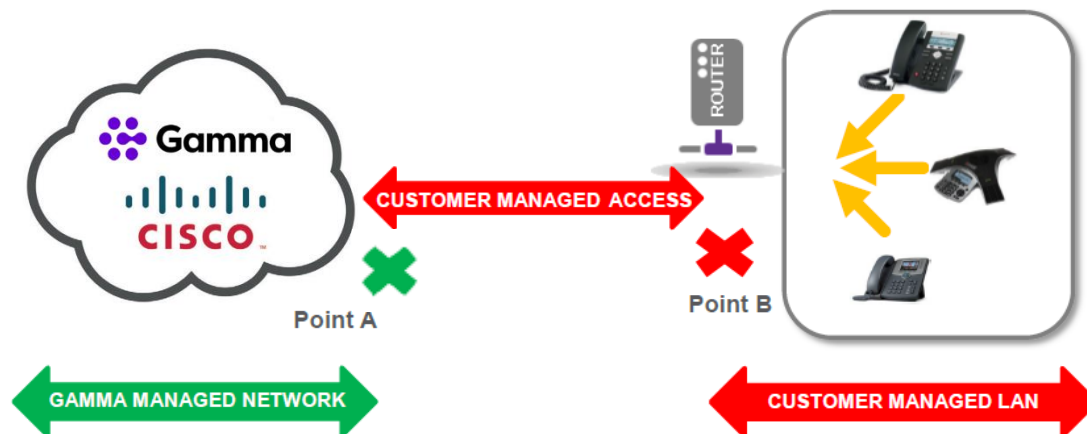 ROUTER
Gamma
CISCO
CUSTOMER MANAGED ACCESS
Point A
Point B
GAMMA MANAGED NETWORK
CUSTOMER MANAGED LAN